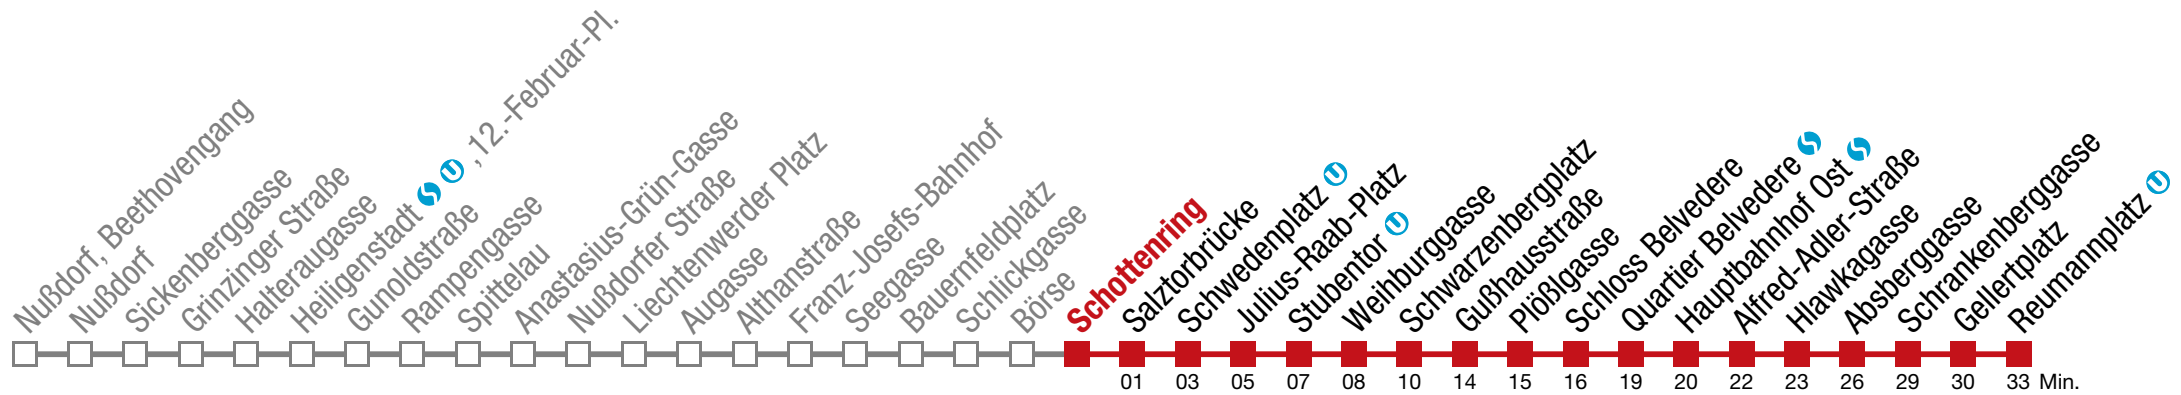 Nußdorf, Beethovengang
Nußdorf
Sickenberggasse
Grinzinger Straße
Halteraugasse
Heiligenstadt S U , 12.-Februar-Pl.
Gunoldstraße
Rampengasse
Spittelau
Anastasius-Grün-Gasse
Nußdorfer Straße
Liechtenwerder Platz
Augasse
Althanstraße
Franz-Josefs-Bahnhof
Seegasse
Bauernfeldplatz
Schlickgasse
Börse
Schottenring
Salztorbrücke
Schwedenplatz U
Julius-Raab-Platz
Stubentor U
Weihburggasse
Schwarzenbergplatz
Gußhausstraße
Plößlgasse
Schloss Belvedere
Quartier Belvedere S
Hauptbahnhof Ost S
Alfred-Adler-Straße
Hlawkagasse
Absberggasse
Schrankenberggasse
Gellertplatz
Reumannplatz U
01 03 05 07 08 10 14 15 16 19 20 22 23 26 29 30 33 Min.